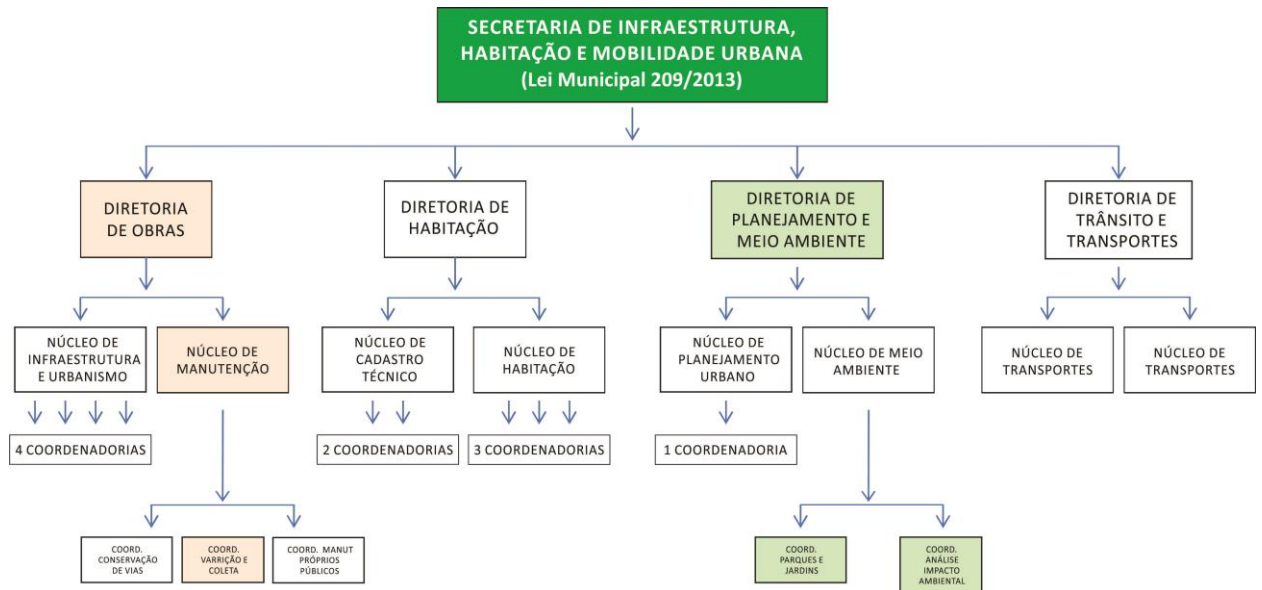 SECRETARIA DE INFRAESTRUTURA,
HABITAÇÃO E MOBILIDADE URBANA
(Lei Municipal 209/2013)
DIRETORIA
DE OBRAS
DIRETORIA DE
HABITAÇÃO
DIRETORIA DE
PLANEJAMENTO E
MEIO AMBIENTE
DIRETORIA DE
TRÂNSITO E
TRANSPORTES
NÚCLEO DE
INFRAESTRUTURA
E URBANISMO
NÚCLEO DE
MANUTENÇÃO
NÚCLEO DE
CADASTRO
TÉCNICO
NÚCLEO DE
HABITAÇÃO
NÚCLEO DE
PLANEJAMENTO
URBANO
NÚCLEO DE MEIO
AMBIENTE
NÚCLEO DE
TRANSPORTES
NÚCLEO DE
TRANSPORTES
4 COORDENADORIAS
2 COORDENADORIAS
3 COORDENADORIAS
1 COORDENADORIA
COORD.
CONSERVAÇÃO
DE VIAS
COORD.
VARRIÇÃO E
COLETA
COORD. MANUT
PRÓPRIOS
PÚBLICOS
COORD.
PARQUES E
JARDINS
COORD.
ANÁLISE
IMPACTO
AMBIENTAL